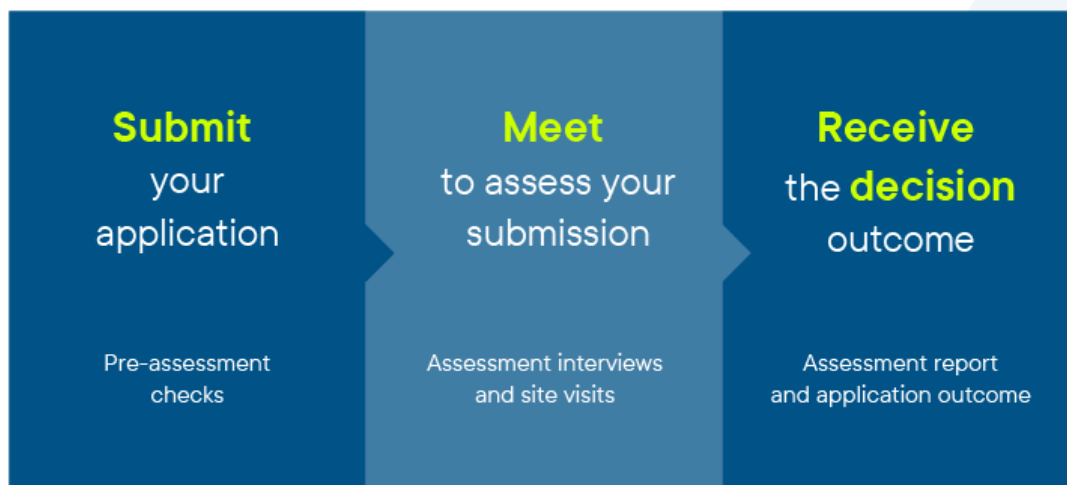 Submit
your
application
Pre-assessment
checks
Meet
to assess your
submission
Assessment interviews
and site visits
Receive
the decision
outcome
Assessment report
and application outcome